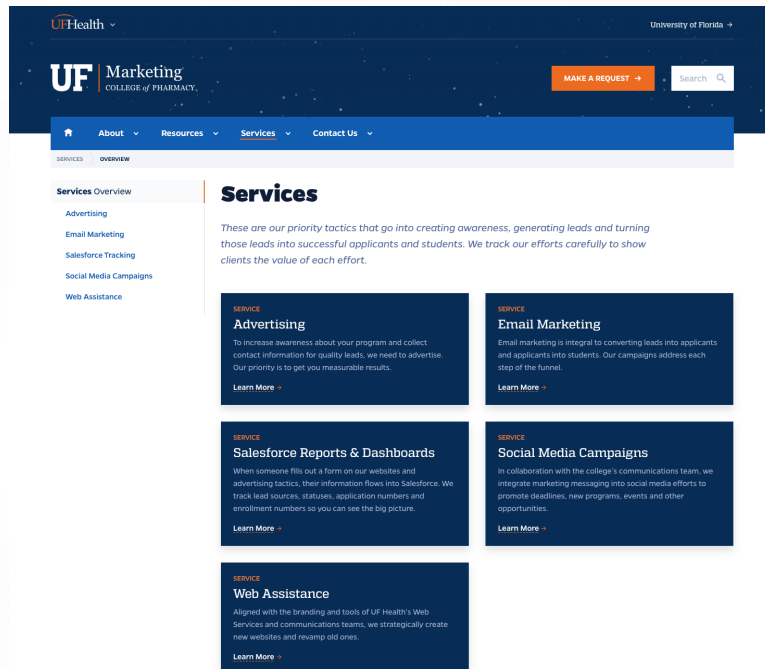 UFHealth
University of Florida →
UF Marketing
COLLEGE of PHARMACY
MAKE A REQUEST →
Search
About
Resources
Services
Contact Us
SERVICES
OVERVIEW
Services Overview
Advertising
Email Marketing
Salesforce Tracking
Social Media Campaigns
Web Assistance
Services
These are our priority tactics that go into creating awareness, generating leads and turning
those leads into successful applicants and students. We track our efforts carefully to show
clients the value of each effort.
SERVICE
Advertising
To increase awareness about your program and collect
contact information for quality leads, we need to advertise.
Our priority is to get you measurable results.
Learn More →
SERVICE
Email Marketing
Email marketing is integral to converting leads into applicants
and applicants into students. Our campaigns address each
step of the funnel.
Learn More →
SERVICE
Salesforce Reports & Dashboards
When someone fills out a form on our websites and
advertising tactics, their information flows into Salesforce. We
track lead sources, statuses, application numbers and
enrollment numbers so you can see the big picture.
Learn More →
SERVICE
Social Media Campaigns
In collaboration with the college's communications team, we
integrate marketing messaging into social media efforts to
promote deadlines, new programs, events and other
opportunities.
Learn More →
SERVICE
Web Assistance
Aligned with the branding and tools of UF Health's Web
Services and communications teams, we strategically create
new websites and revamp old ones.
Learn More →